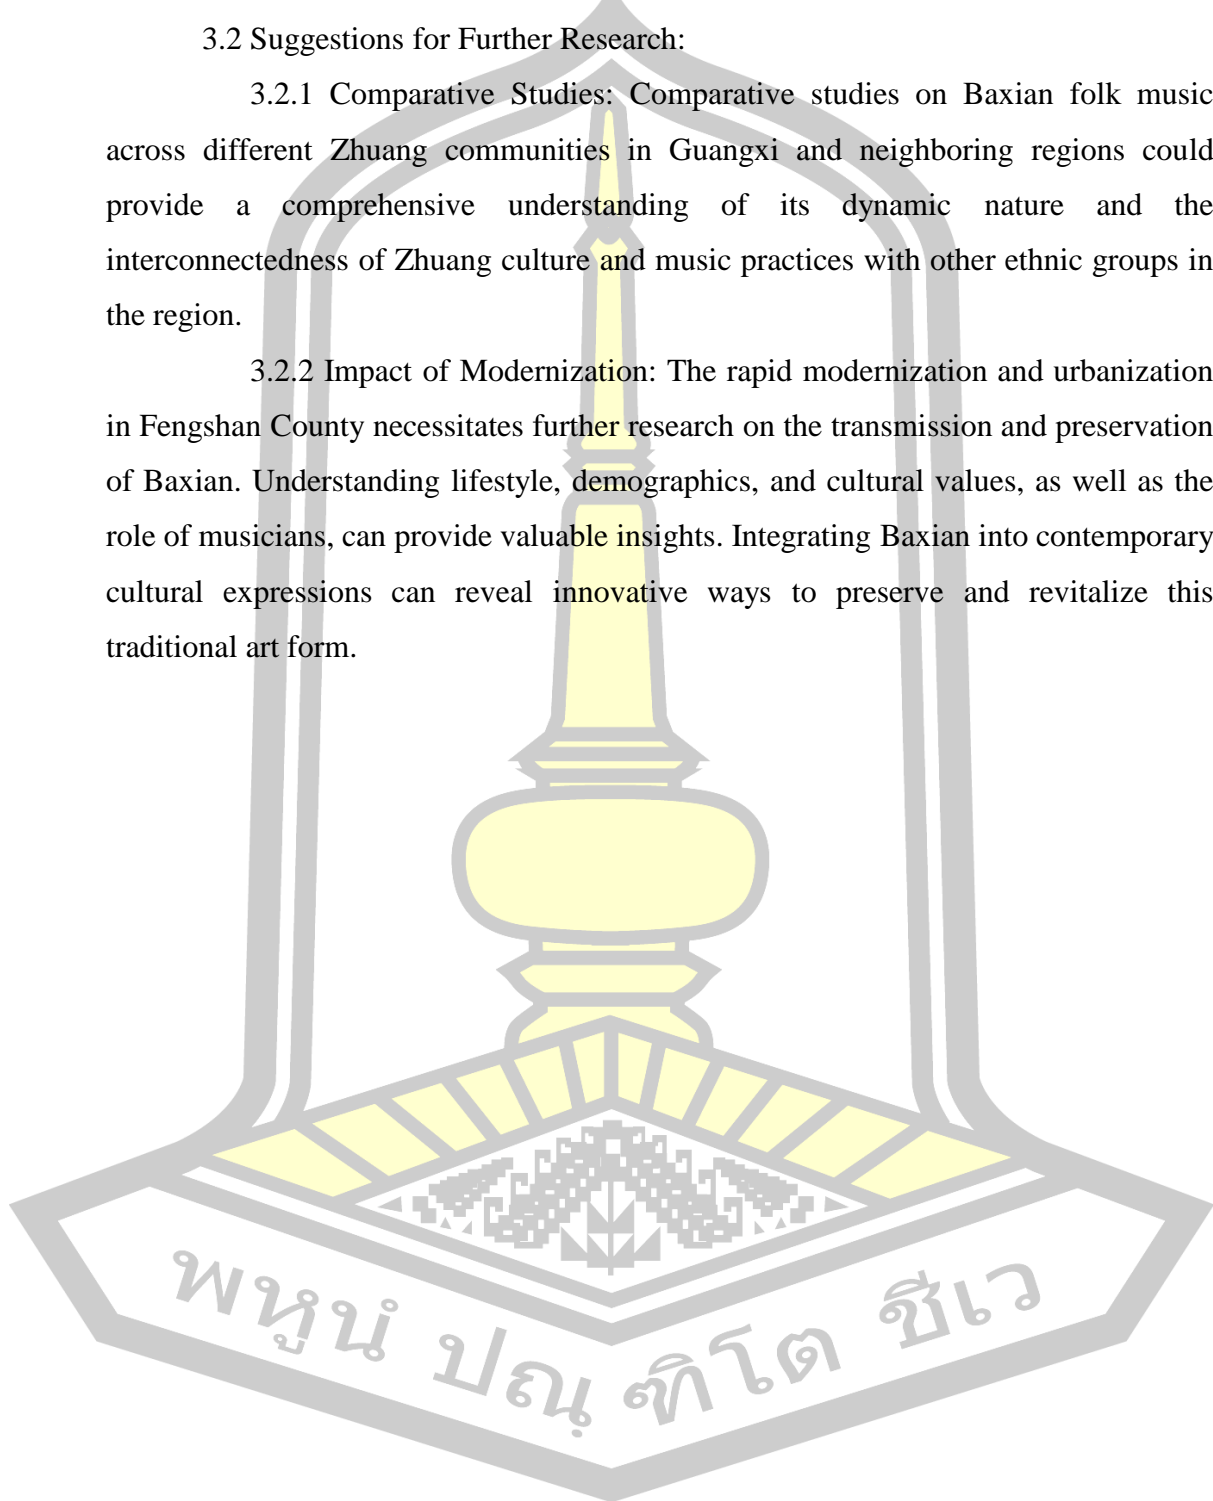 3.2 Suggestions for Further Research:
3.2.1 Comparative Studies: Comparative studies on Baxian folk music
across different Zhuang communities in Guangxi and neighboring regions could
provide a comprehensive understanding of its dynamic nature and the
interconnectedness of Zhuang culture and music practices with other ethnic groups in
the region.
3.2.2 Impact of Modernization: The rapid modernization and urbanization
in Fengshan County necessitates further research on the transmission and preservation
of Baxian. Understanding lifestyle, demographics, and cultural values, as well as the
role of musicians, can provide valuable insights. Integrating Baxian into contemporary
cultural expressions can reveal innovative ways to preserve and revitalize this
traditional art form.
พหูนํ ปณฺฑิโต ชีเว